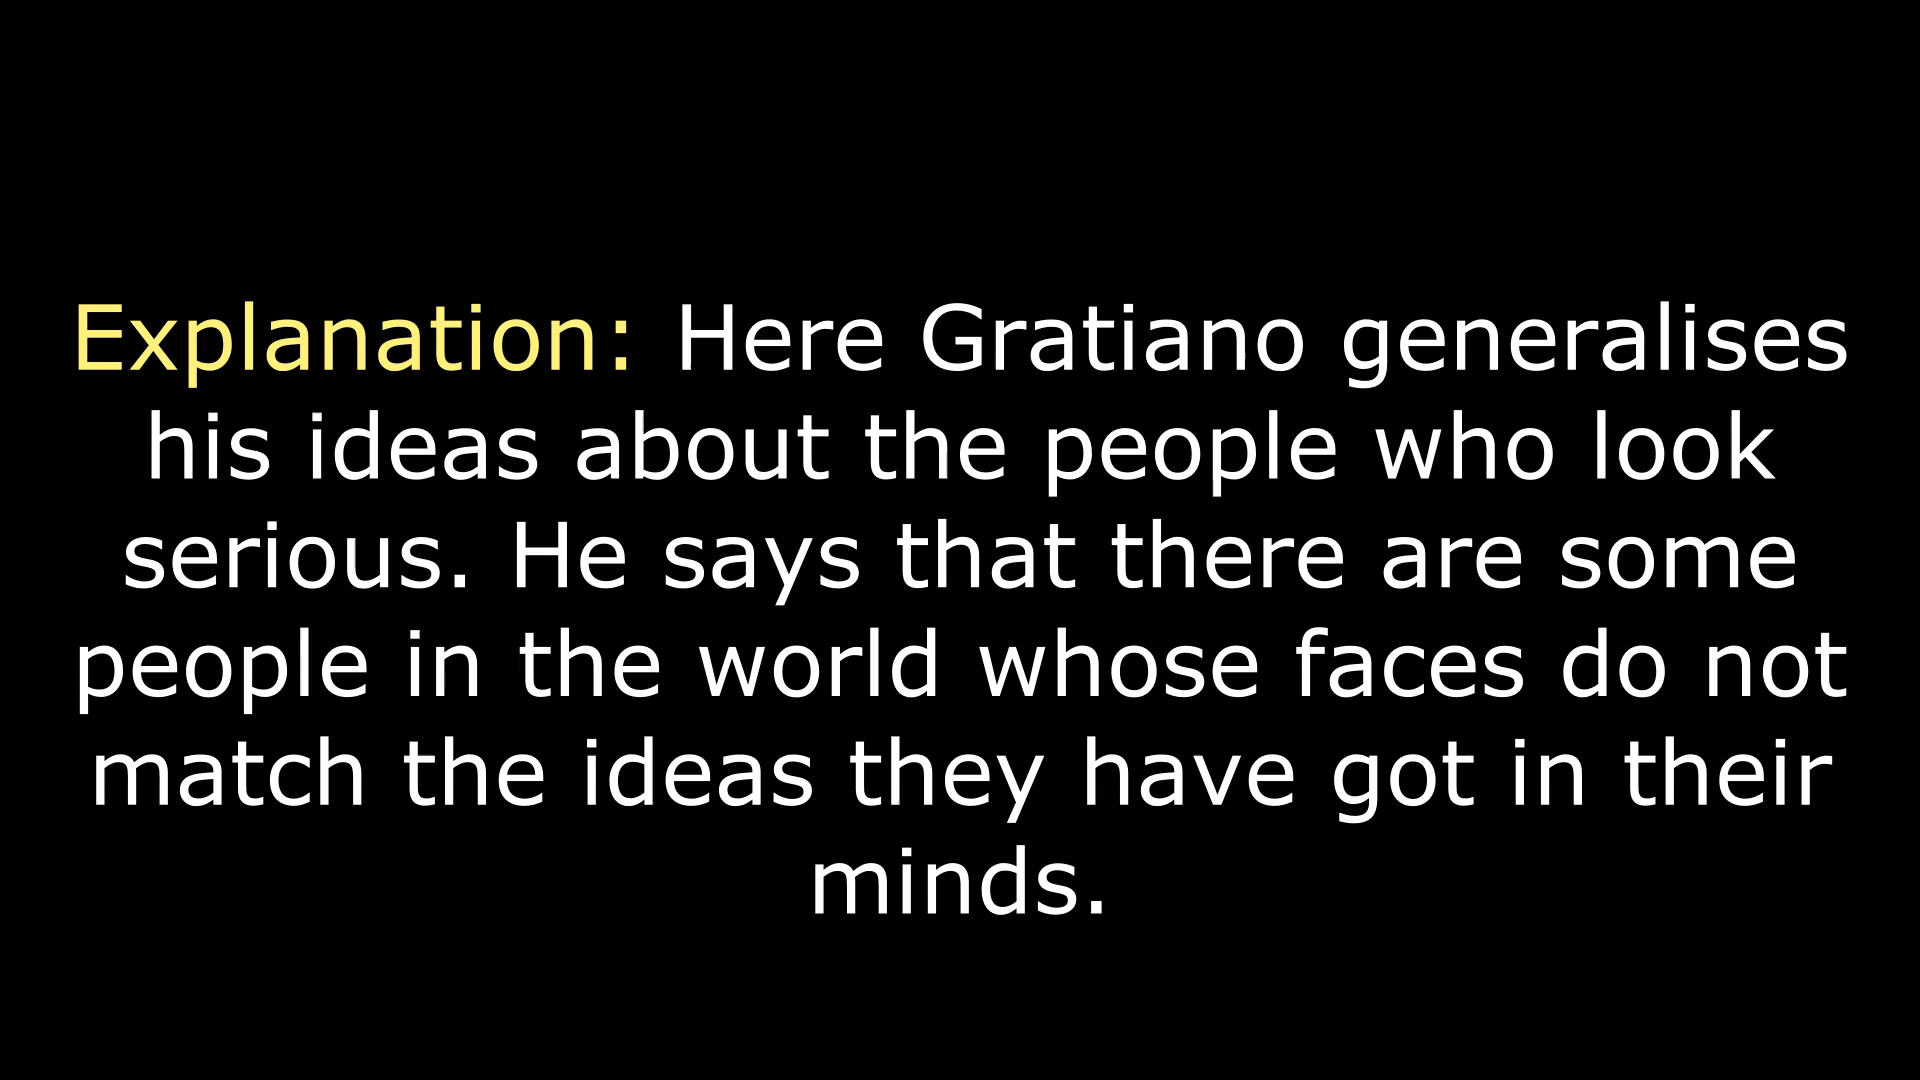 Explanation: Here Gratiano generalises
his ideas about the people who look
serious. He says that there are some
people in the world whose faces do not
match the ideas they have got in their
minds.